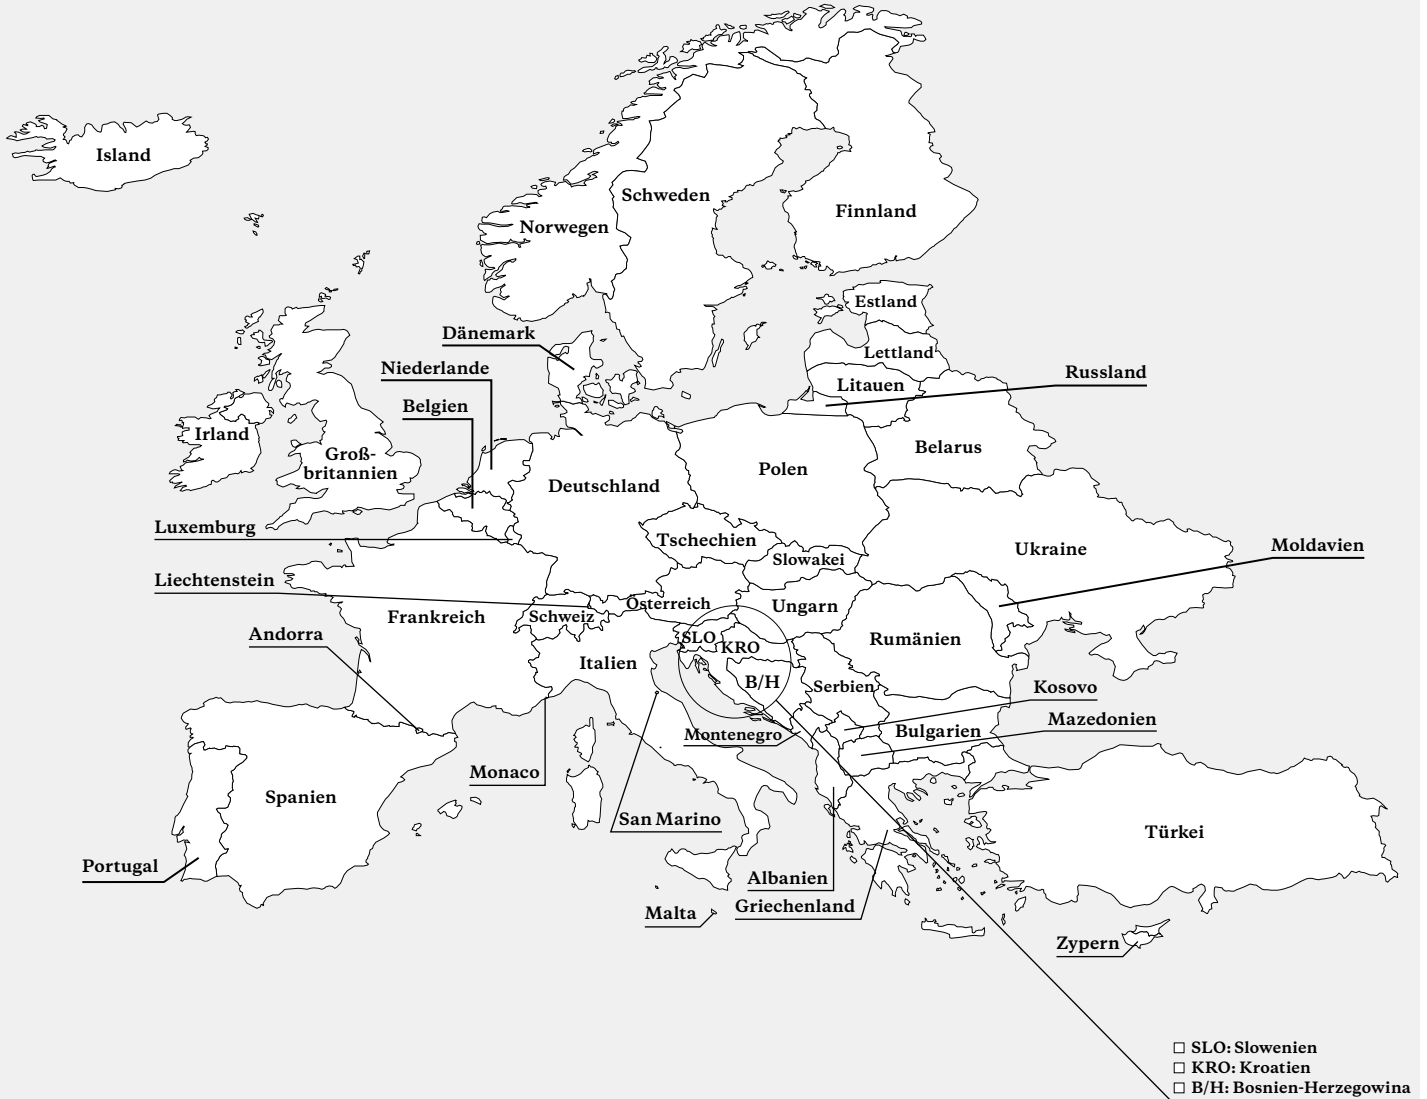 Island
Schweden
Norwegen
Finnland
Estland
Dänemark
Lettland
Niederlande
Russland
Litauen
Belgien
Irland
Groß-
britannien
Belarus
Polen
Deutschland
Luxemburg
Tschechien
Ukraine
Moldavien
Slowakei
Liechtenstein
Österreich
Ungarn
Frankreich
Schweiz
Andorra
SLO
KRO
Rumänien
Italien
B/H
Serbien
Kosovo
Mazedonien
Montenegro
Bulgarien
Monaco
Spanien
San Marino
Türkei
Portugal
Albanien
Griechenland
Malta
Zypern
SLO: Slowenien
KRO: Kroatien
B/H: Bosnien-Herzegowina